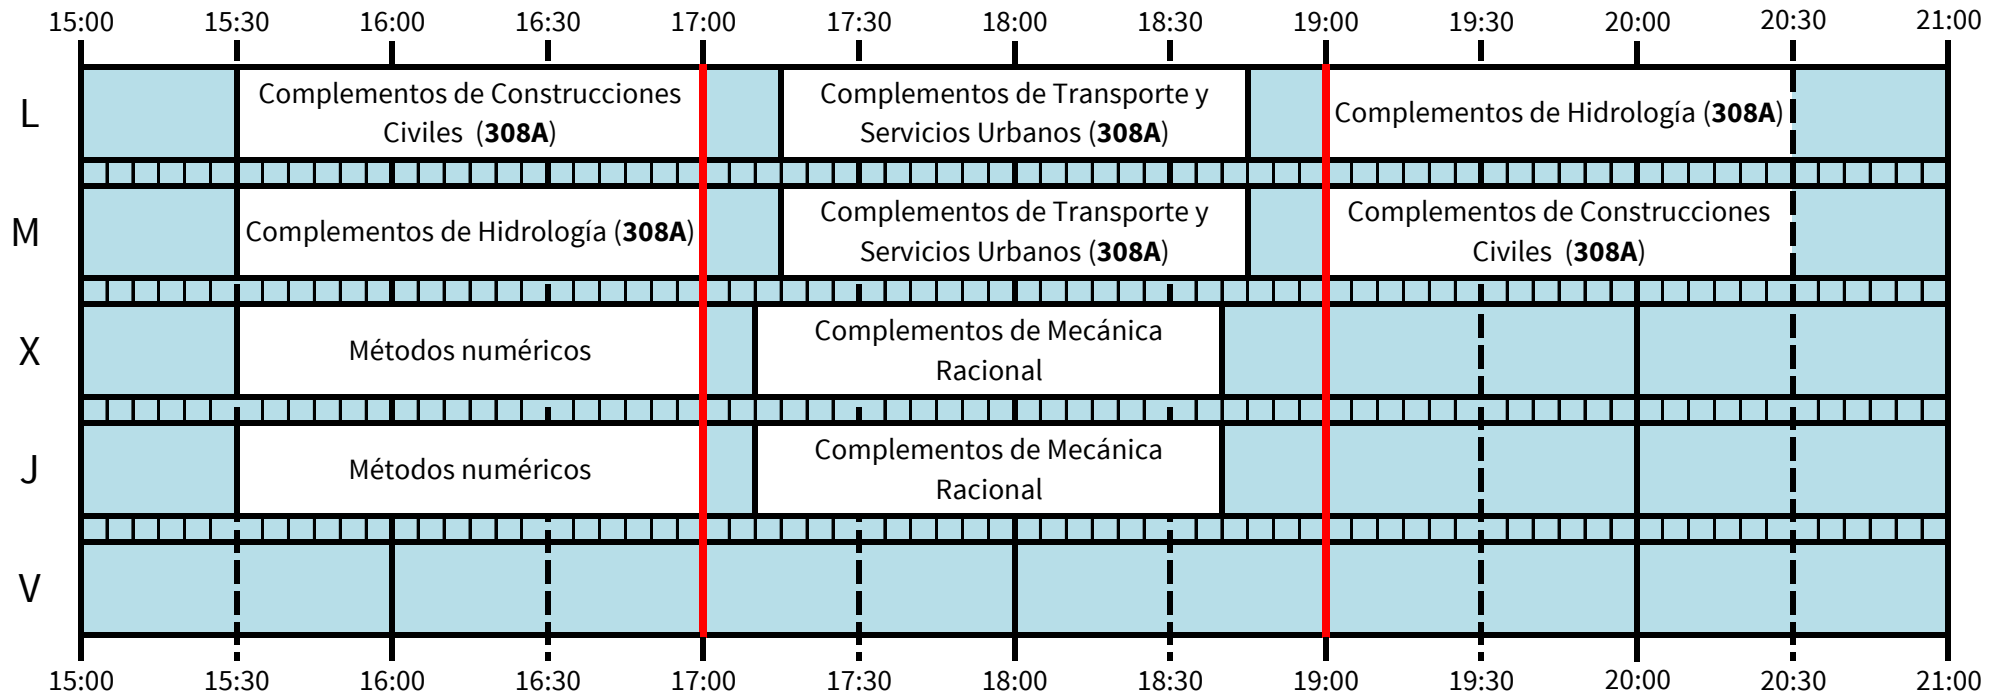 15:00 15:30 16:00 16:30 17:00 17:30 18:00 18:30 19:00 19:30 20:00 20:30 21:00
L
Complementos de Construcciones
Civiles (308A)
Complementos de Transporte y
Servicios Urbanos (308A)
Complementos de Hidrología (308A)
M
Complementos de Hidrología (308A)
Complementos de Transporte y
Servicios Urbanos (308A)
Complementos de Construcciones
Civiles (308A)
X
Métodos numéricos
Complementos de Mecánica
Racional
J
Métodos numéricos
Complementos de Mecánica
Racional
V
15:00 15:30 16:00 16:30 17:00 17:30 18:00 18:30 19:00 19:30 20:00 20:30 21:00